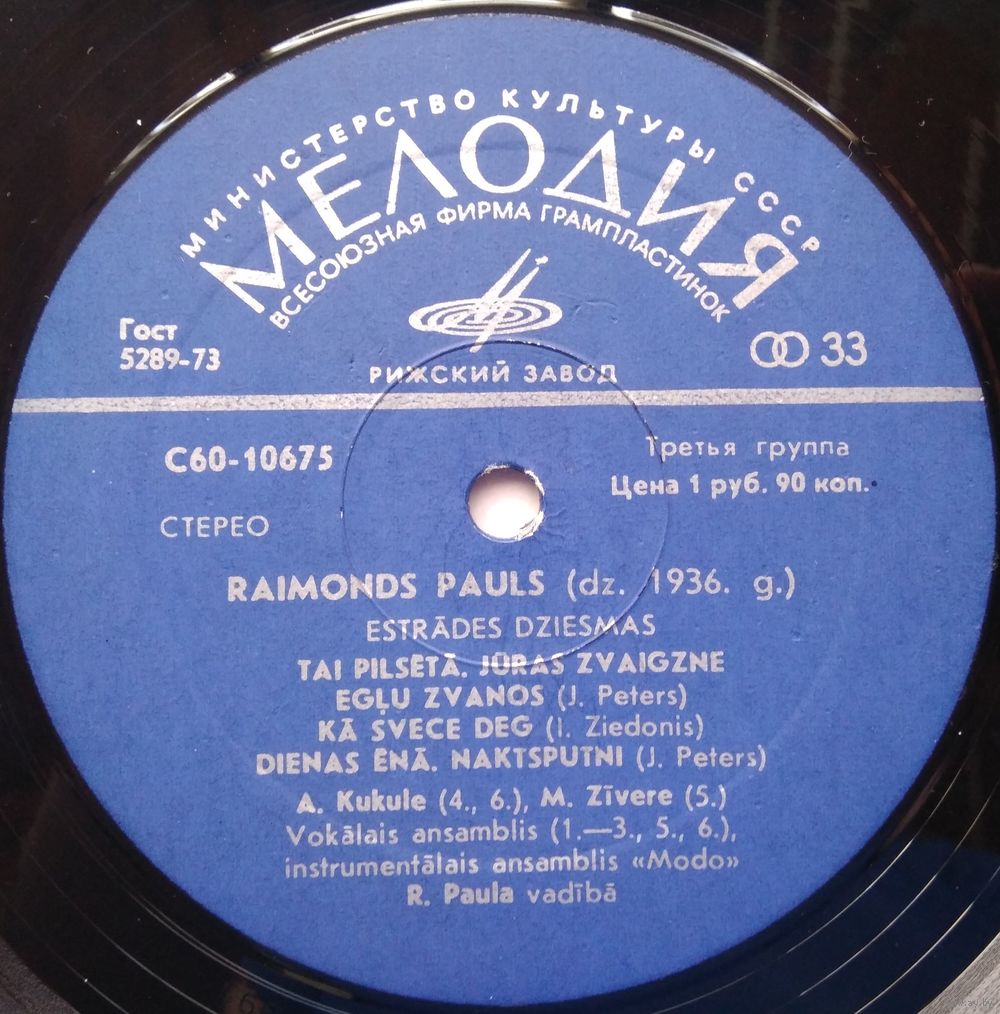 МИНИСТЕРСТВО КУЛЬТУРЫ СССР
МЕЛОДИЯ
ВСЕСОЮЗНАЯ ФИРМА ГРАМПЛАСТИНОК
Гост
5289-73
33
РИЖСКИЙ ЗАВОД
С60-10675
Третья группа
Цена 1 руб. 90 коп.
СТЕРЕО
RAIMONDS PAULS (dz. 1936. g.)
ESTRĀDES DZIESMAS
TAI PILSĒTĀ. JŪRAS ZVAIGZNE
EGĻU ZVANOS (J. Peters)
KĀ SVECE DEG (I. Ziedonis)
DIENAS ĒNĀ. NAKTSPUTNI (J. Peters)
A. Kukule (4., 6.), M. Zīvere (5.)
Vokālais ansamblis (1.—3., 5., 6.),
instrumentālais ansamblis «Modo»
R. Paula vadībā